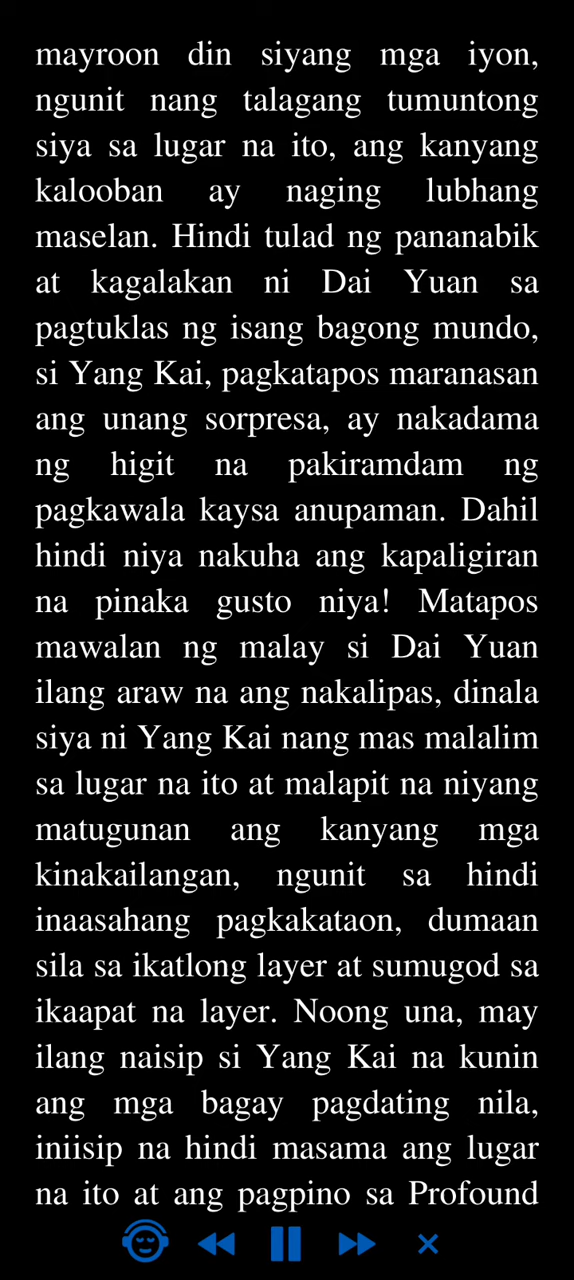 mayroon din siyang mga iyon,
ngunit nang talagang tumuntong
siya sa lugar na ito, ang kanyang
kalooban ay naging lubhang
maselan. Hindi tulad ng pananabik
at kagalakan ni Dai Yuan sa
pagtuklas ng isang bagong mundo,
si Yang Kai, pagkatapos maranasan
ang unang sorpresa, ay nakadama
ng higit na pakiramdam ng
pagkawala kaysa anupaman. Dahil
hindi niya nakuha ang kapaligiran
na pinaka gusto niya! Matapos
mawalan ng malay si Dai Yuan
ilang araw na ang nakalipas, dinala
siya ni Yang Kai nang mas malalim
sa lugar na ito at malapit na niyang
matugunan ang kanyang mga
kinakailangan, ngunit sa hindi
inaasahang pagkakataon, dumaan
sila sa ikatlong layer at sumugod sa
ikaapat na layer. Noong una, may
ilang naisip si Yang Kai na kunin
ang mga bagay pagdating nila,
iniisip na hindi masama ang lugar
na ito at ang pagpino sa Profound